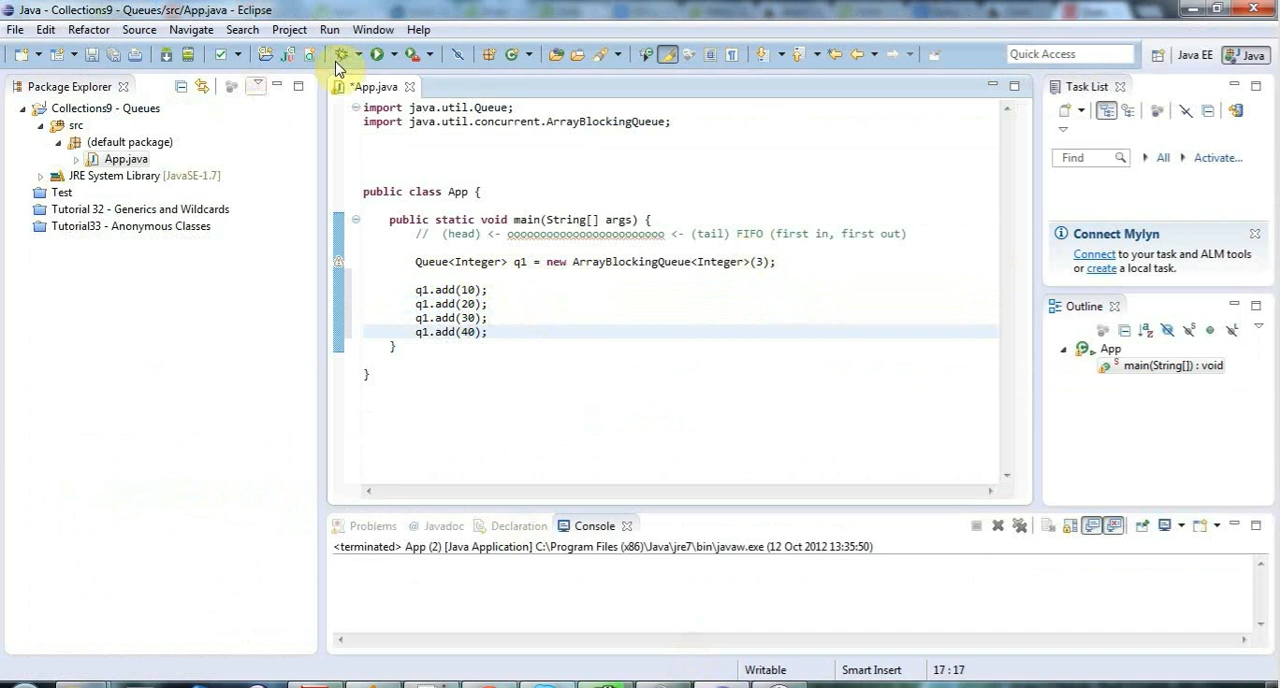 Java - Collections9 - Queues/src/App.java - Eclipse
File Edit Refactor Source Navigate Search Project Run Window Help
Quick Access
Java EE
Java
Package Explorer
*App.java
Task List
Collections9 - Queues
src
(default package)
App.java
JRE System Library [JavaSE-1.7]
Test
Tutorial 32 - Generics and Wildcards
Tutorial33 - Anonymous Classes
import java.util.Queue;
import java.util.concurrent.ArrayBlockingQueue;
public class App {
public static void main(String[] args) {
// (head) <- oooooooooooooooooooooooo <- (tail) FIFO (first in, first out)
Queue<Integer> q1 = new ArrayBlockingQueue<Integer>(3);
q1.add(10);
q1.add(20);
q1.add(30);
q1.add(40);
}
}
Find
All
Activate...
Connect Mylyn
Connect to your task and ALM tools
or create a local task.
Outline
App
main(String[]) : void
Problems @ Javadoc Declaration Console
<terminated> App (2) [Java Application] C:\Program Files (x86)\Java\jre7\bin\javaw.exe (12 Oct 2012 13:35:50)
Writable
Smart Insert
17 : 17